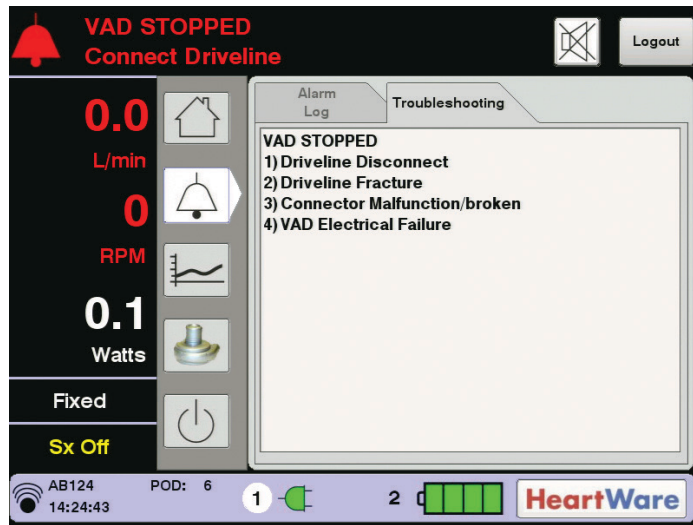 VAD STOPPED
Connect Driveline
Logout
0.0
L/min
0
RPM
0.1
Watts
Fixed
Sx Off
Alarm
Log
Troubleshooting
VAD STOPPED
1) Driveline Disconnect
2) Driveline Fracture
3) Connector Malfunction/broken
4) VAD Electrical Failure
AB124 POD: 6
14:24:43
1
2
HeartWare